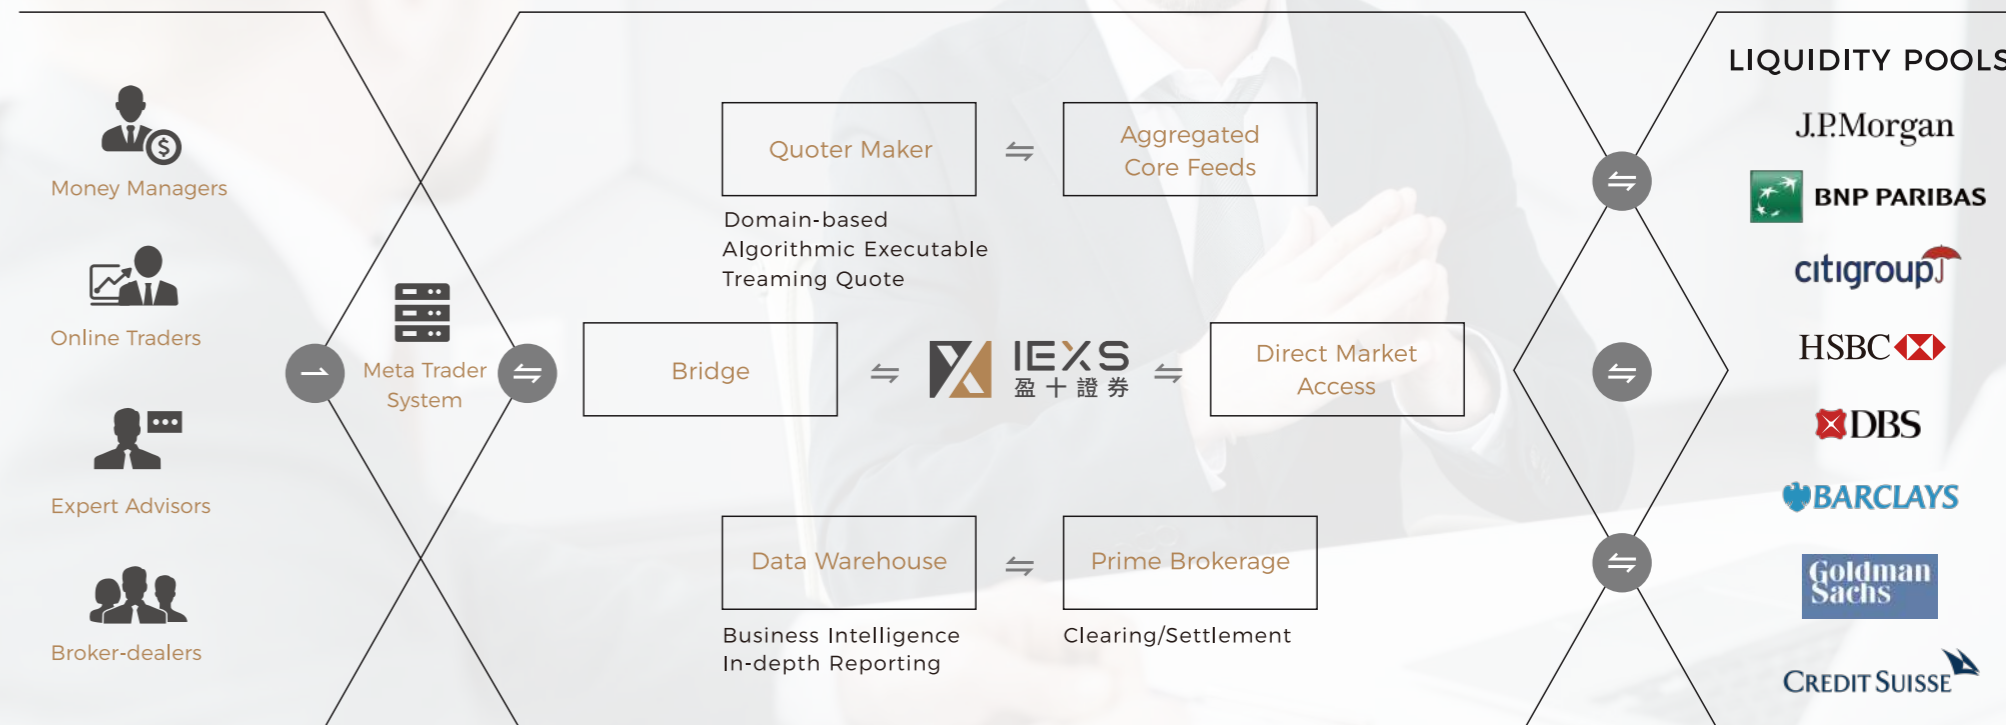 Money Managers
Online Traders
Expert Advisors
Broker-dealers
Meta Trader
System
Quoter Maker
Domain-based
Algorithmic Executable
Treaming Quote
Aggregated
Core Feeds
Bridge
IEXS
盈十證券
Direct Market
Access
Data Warehouse
Business Intelligence
In-depth Reporting
Prime Brokerage
Clearing/Settlement
LIQUIDITY POOLS
J.P.Morgan
BNP PARIBAS
citigroup
HSBC
DBS
BARCLAYS
Goldman
Sachs
CREDIT SUISSE